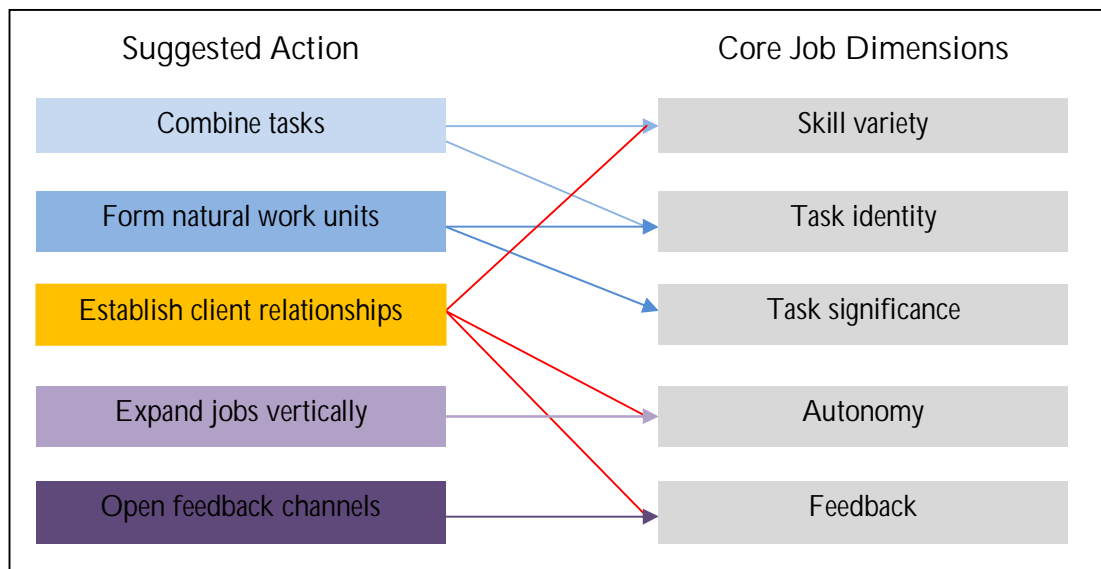 Suggested Action
Core Job Dimensions
Combine tasks
Skill variety
Form natural work units
Task identity
Establish client relationships
Task significance
Expand jobs vertically
Autonomy
Open feedback channels
Feedback